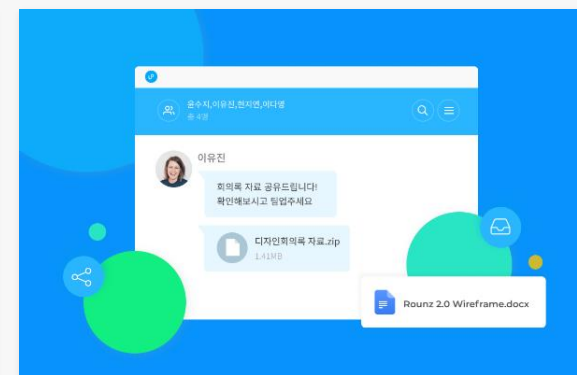 윤수지,이유진,현지연,이다영
총 4명
이유진
회의록 자료 공유드립니다!
확인해보시고 팀업주세요
디자인회의록 자료.zip
1.41MB
Rounz 2.0 Wireframe.docx